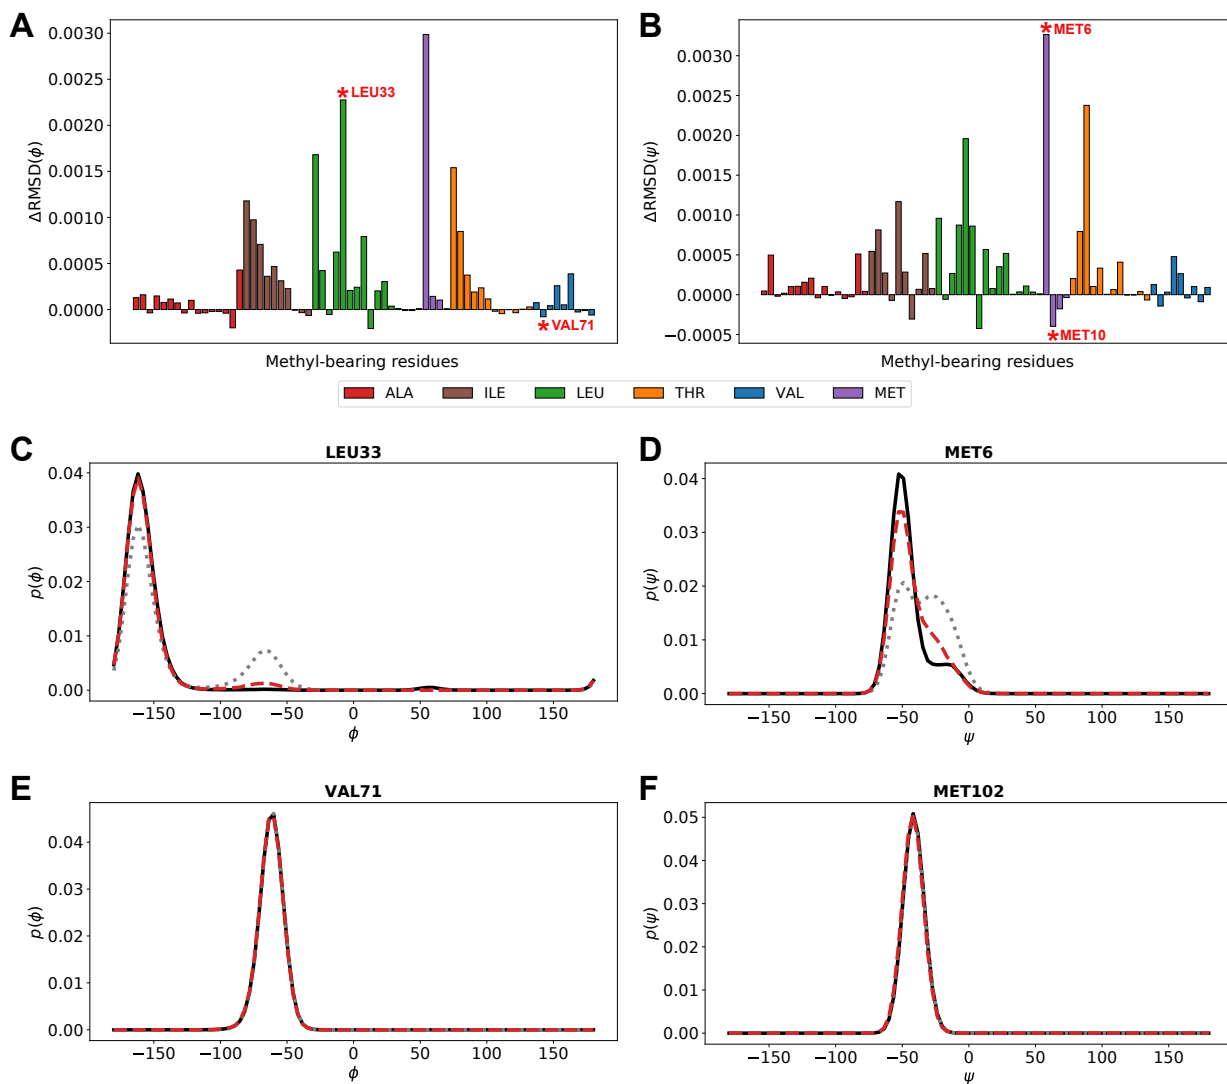 A
B
ΔRMSD(ϕ)
0.0030
0.0025
0.0020
0.0015
0.0010
0.0005
0.0000
* LEU33
* VAL71
Methyl-bearing residues
ΔRMSD(ψ)
0.0030
0.0020
0.0010
0.0000
−0.0005
* MET6
* MET10
Methyl-bearing residues
ALA ILE LEU THR VAL MET
C
LEU33
p(ϕ)
0.04
0.03
0.02
0.01
0.00
−150 −100 −50 0 50 100 150
ϕ
D
MET6
p(ψ)
0.04
0.03
0.02
0.01
0.00
−150 −100 −50 0 50 100 150
ψ
E
VAL71
p(ϕ)
0.04
0.03
0.02
0.01
0.00
−150 −100 −50 0 50 100 150
ϕ
F
MET102
p(ψ)
0.05
0.04
0.03
0.02
0.01
0.00
−150 −100 −50 0 50 100 150
ψ